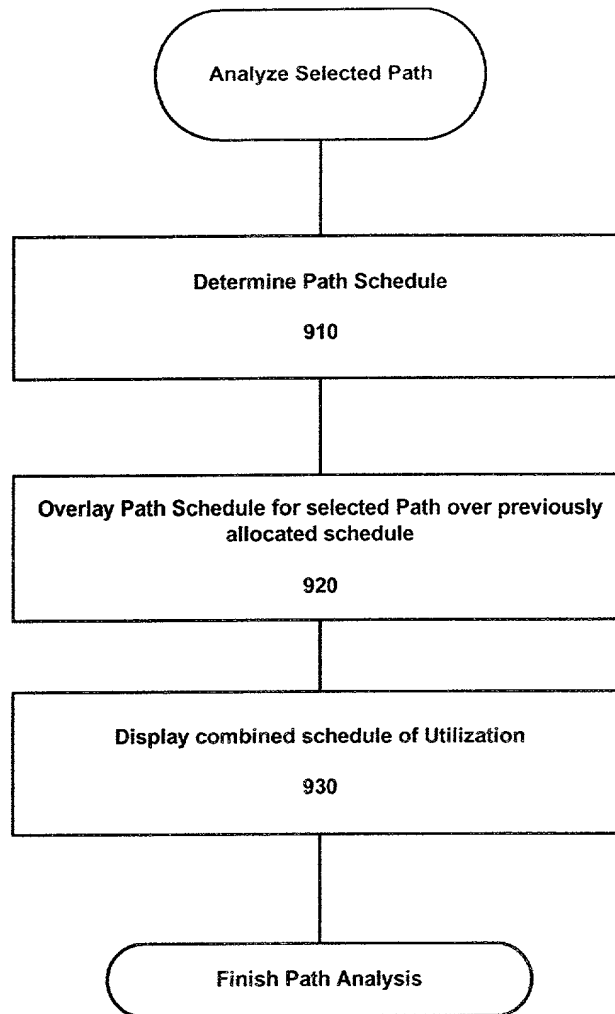 Analyze Selected Path
Determine Path Schedule
910
Overlay Path Schedule for selected Path over previously
allocated schedule
920
Display combined schedule of Utilization
930
Finish Path Analysis